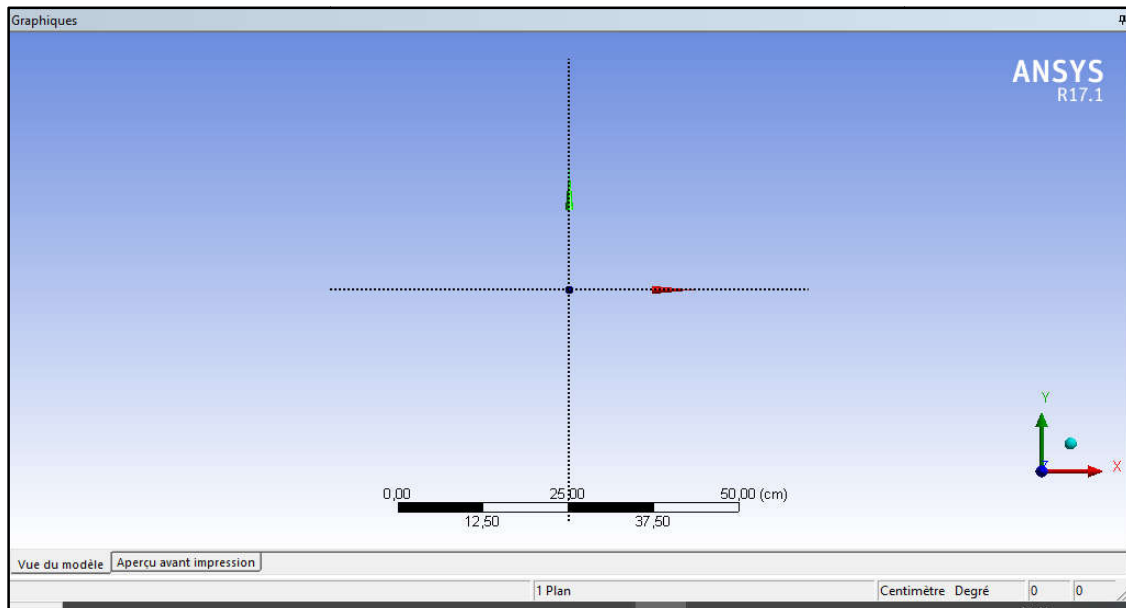 Graphiques
ANSYS
R17.1
Y
Z
X
0,00 25,00 50,00 (cm)
12,50 37,50
Vue du modèle Aperçu avant impression
1 Plan Centimètre Degré 0 0